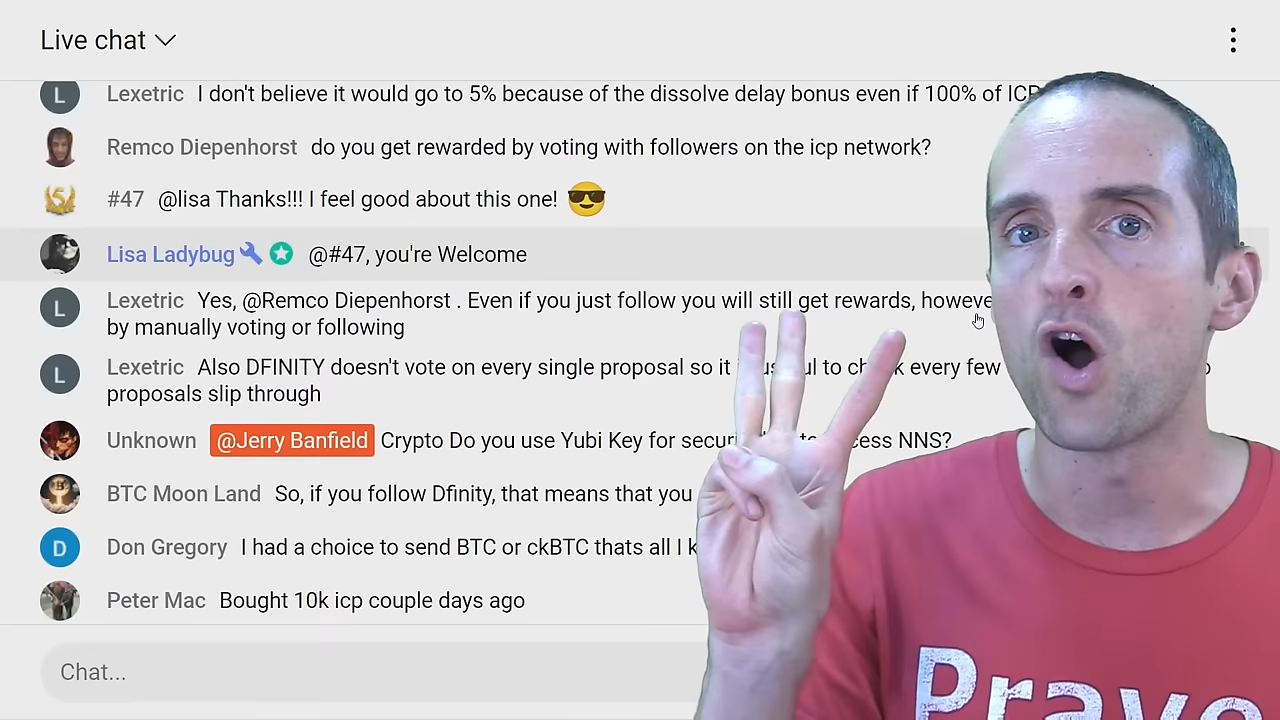 Live chat
L Lexetric I don't believe it would go to 5% because of the dissolve delay bonus even if 100% of ICP
Remco Diepenhorst do you get rewarded by voting with followers on the icp network?
#47 @lisa Thanks!!! I feel good about this one!
Lisa Ladybug @#47, you're Welcome
L Lexetric Yes, @Remco Diepenhorst . Even if you just follow you will still get rewards,
by manually voting or following
L Lexetric Also DFINITY doesn't vote on every single proposal so it every few
proposals slip through
Unknown @Jerry Banfield Crypto Do you use Yubi Key for NNS?
BTC Moon Land So, if you follow Dfinity, that means that you
D Don Gregory I had a choice to send BTC or ckBTC thats all I
Peter Mac Bought 10k icp couple days ago
Chat...